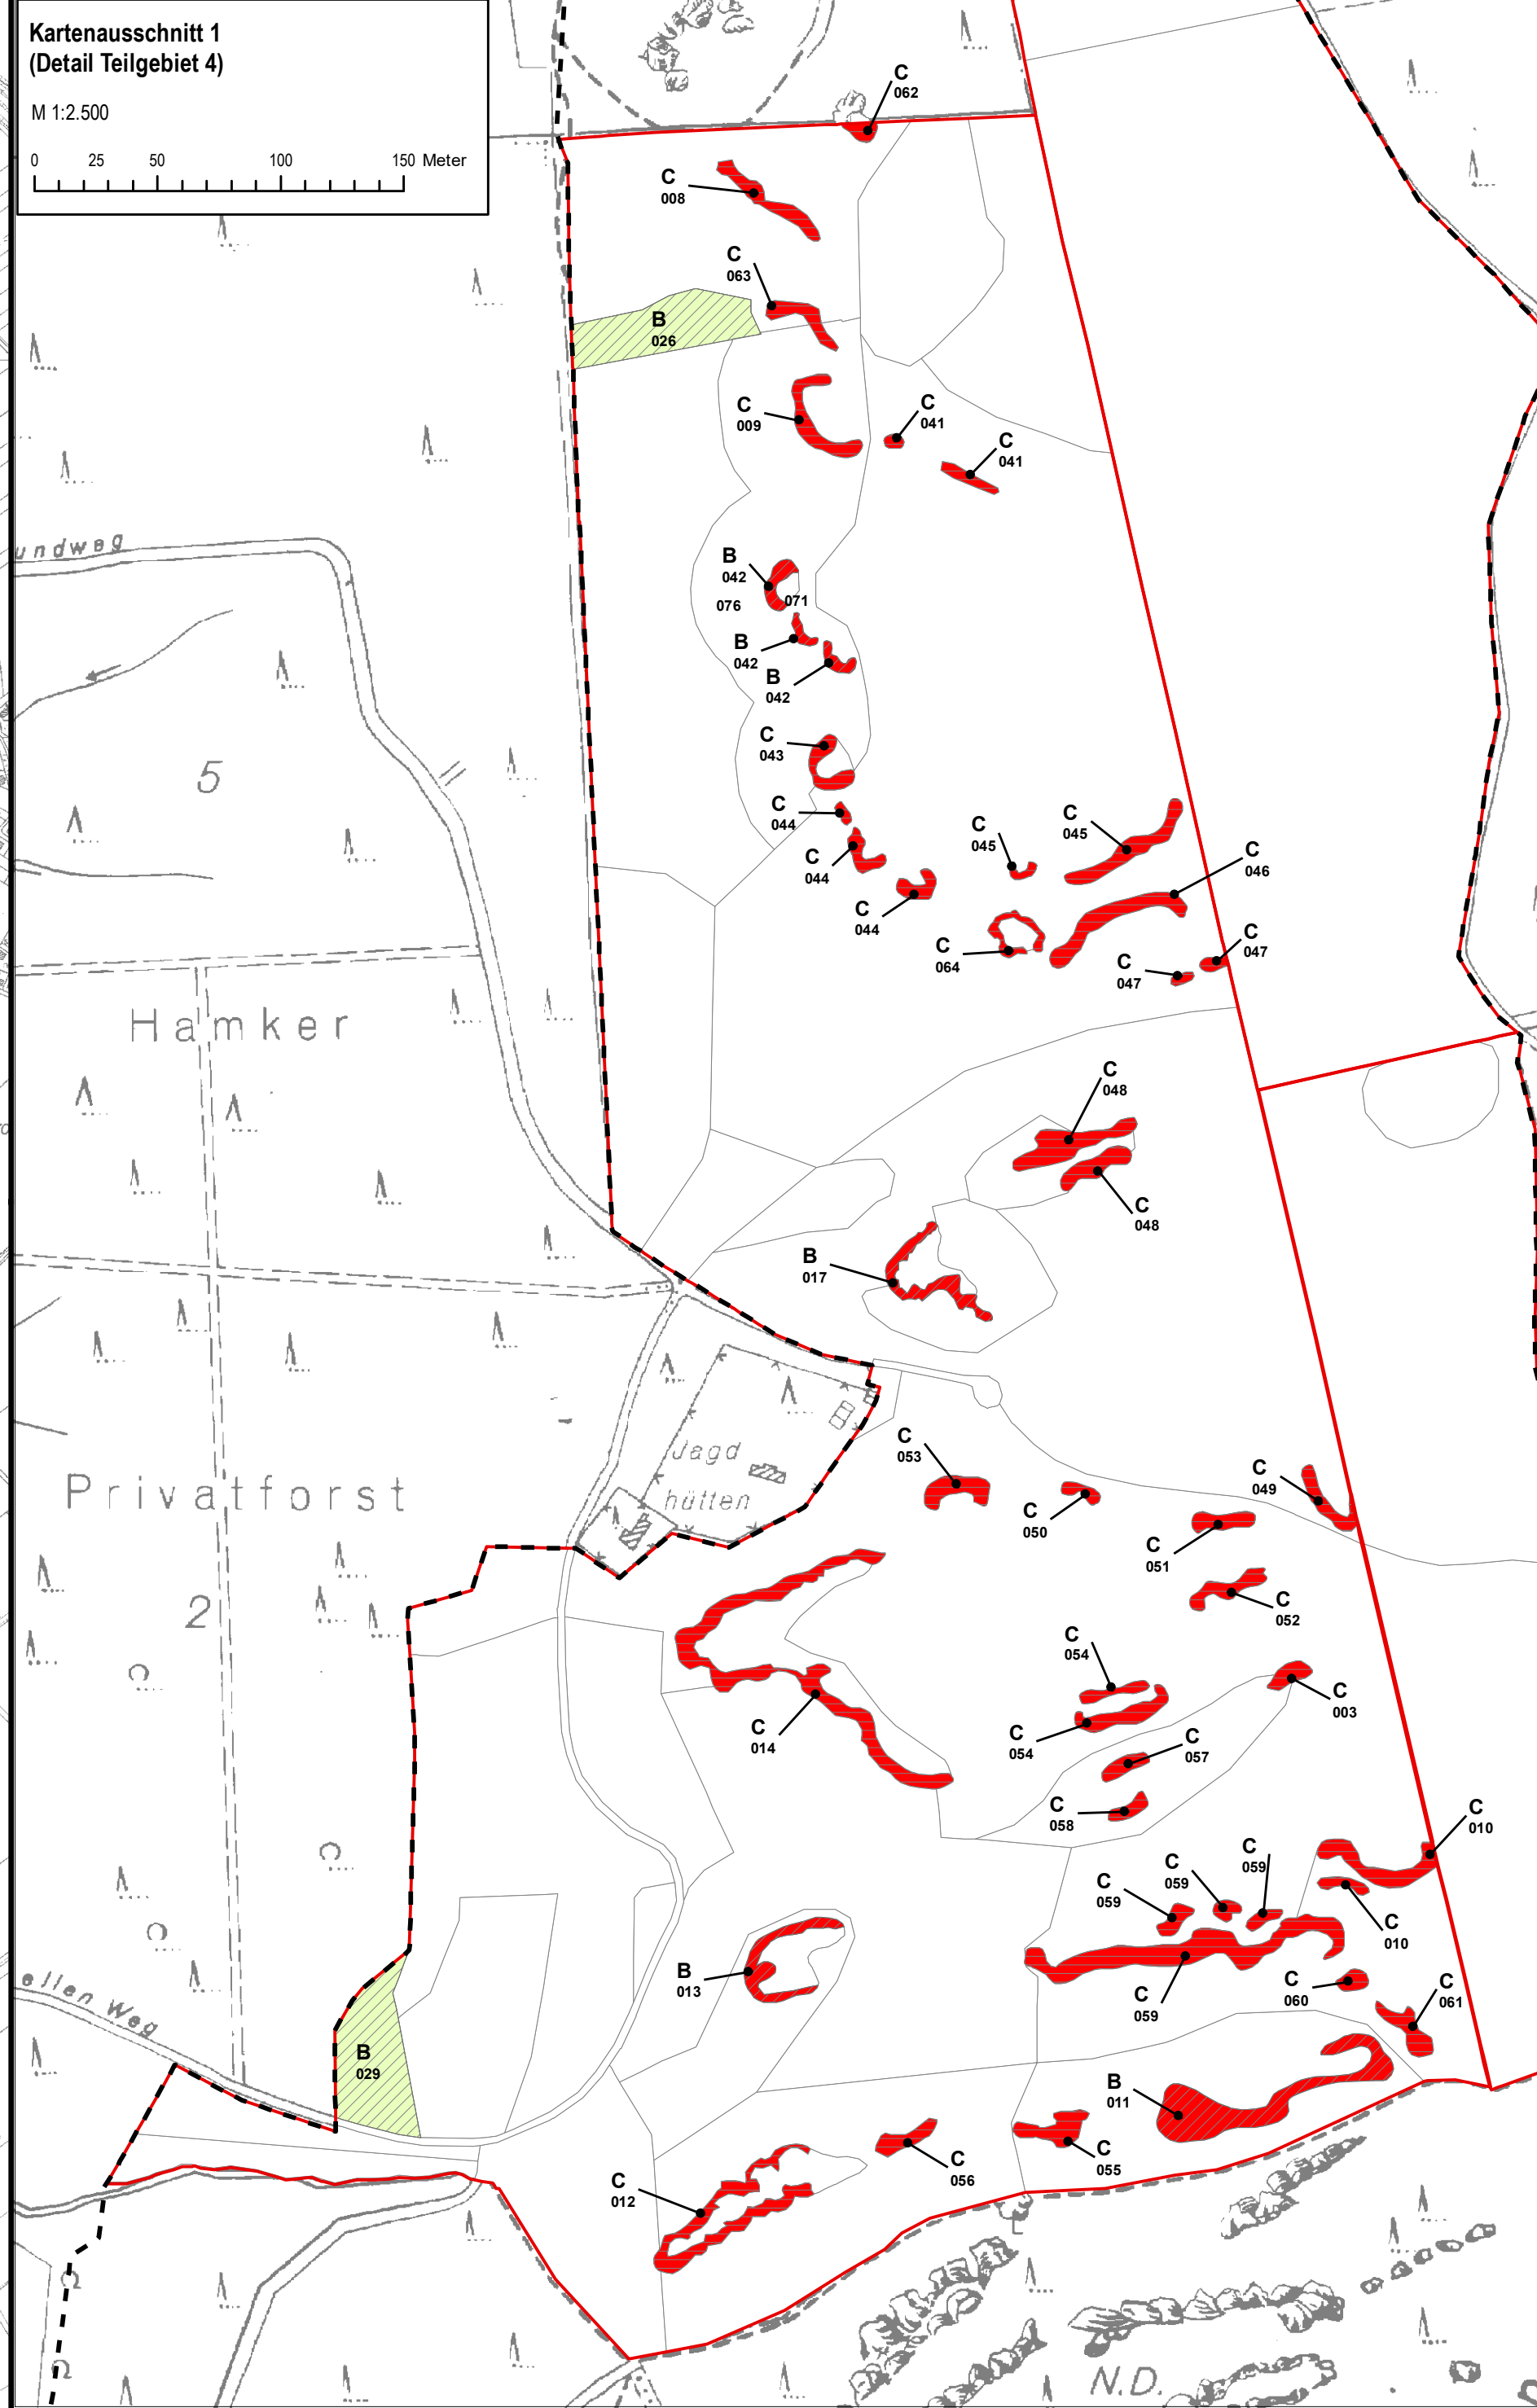 Kartenausschnitt 1
(Detail Teilgebiet 4)
M 1:2.500
0 25 50 100 150 Meter
C
062
C
008
C
063
B
026
C
009
C
041
C
041
undweg
B
042
076
071
B
042
B
042
C
043
5
C
044
C
045
C
045
C
044
C
046
C
044
C
064
C
047
C
047
Hamker
C
048
C
048
B
017
C
053
Jagd
hütten
C
049
Privatforst
C
050
C
051
2
C
052
C
054
C
003
C
014
C
054
C
057
C
058
C
010
C
059
C
059
C
059
C
010
B
013
C
060
C
059
C
061
ellen Weg
B
029
B
011
C
055
C
056
C
012
N.D.